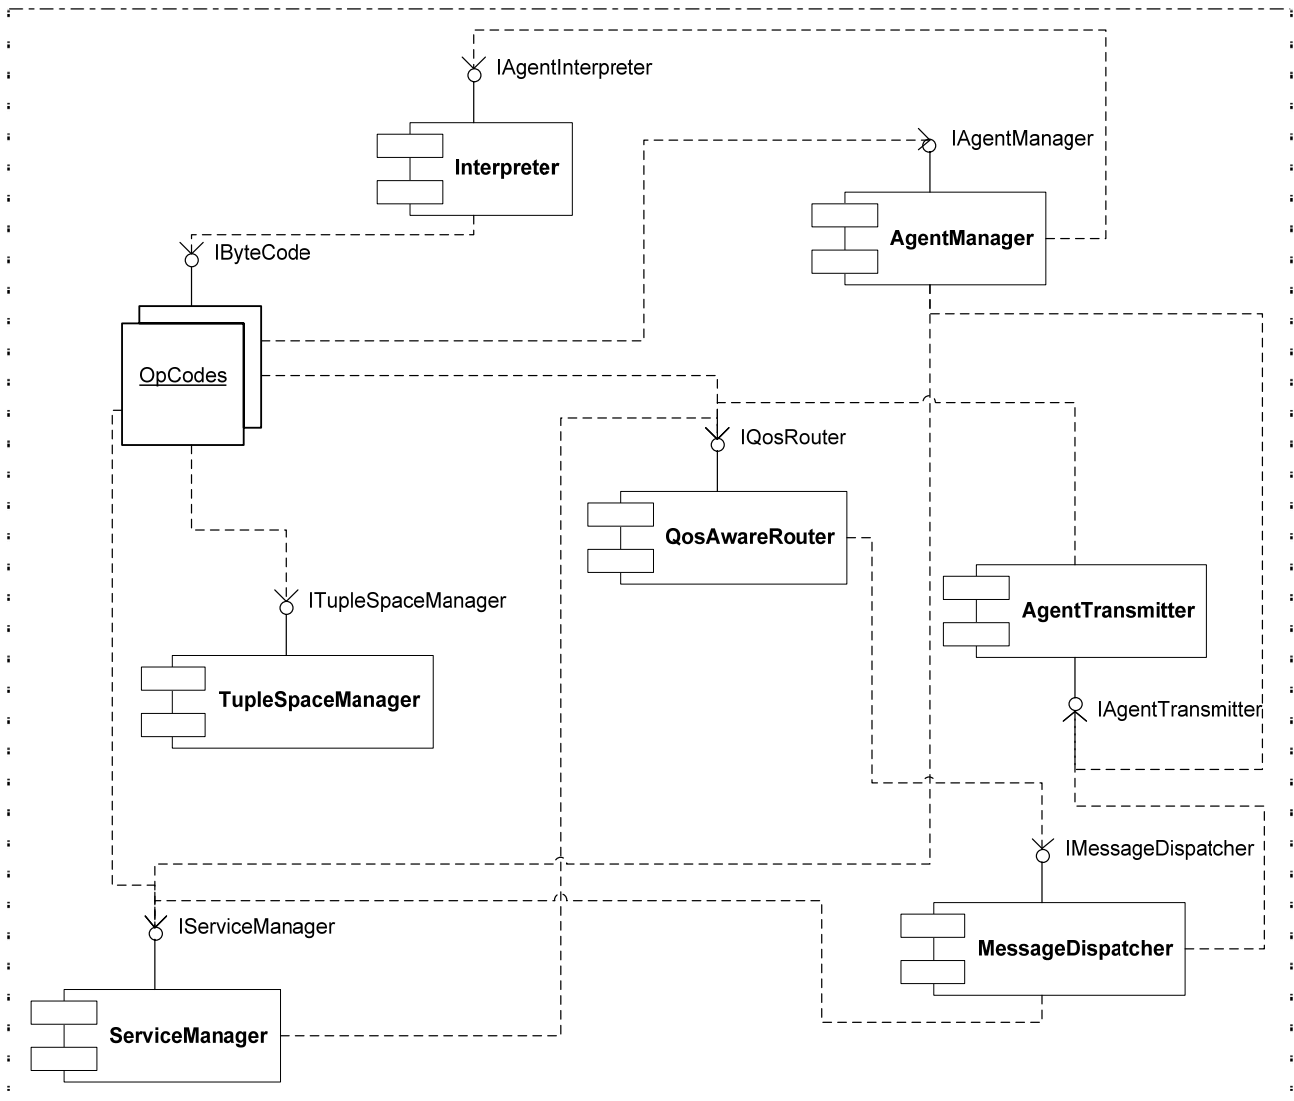 IAgentInterpreter
IAgentManager
Interpreter
AgentManager
IByteCode
OpCodes
IQosRouter
QosAwareRouter
ITupleSpaceManager
AgentTransmitter
TupleSpaceManager
IAgentTransmitter
IMessageDispatcher
IServiceManager
MessageDispatcher
ServiceManager